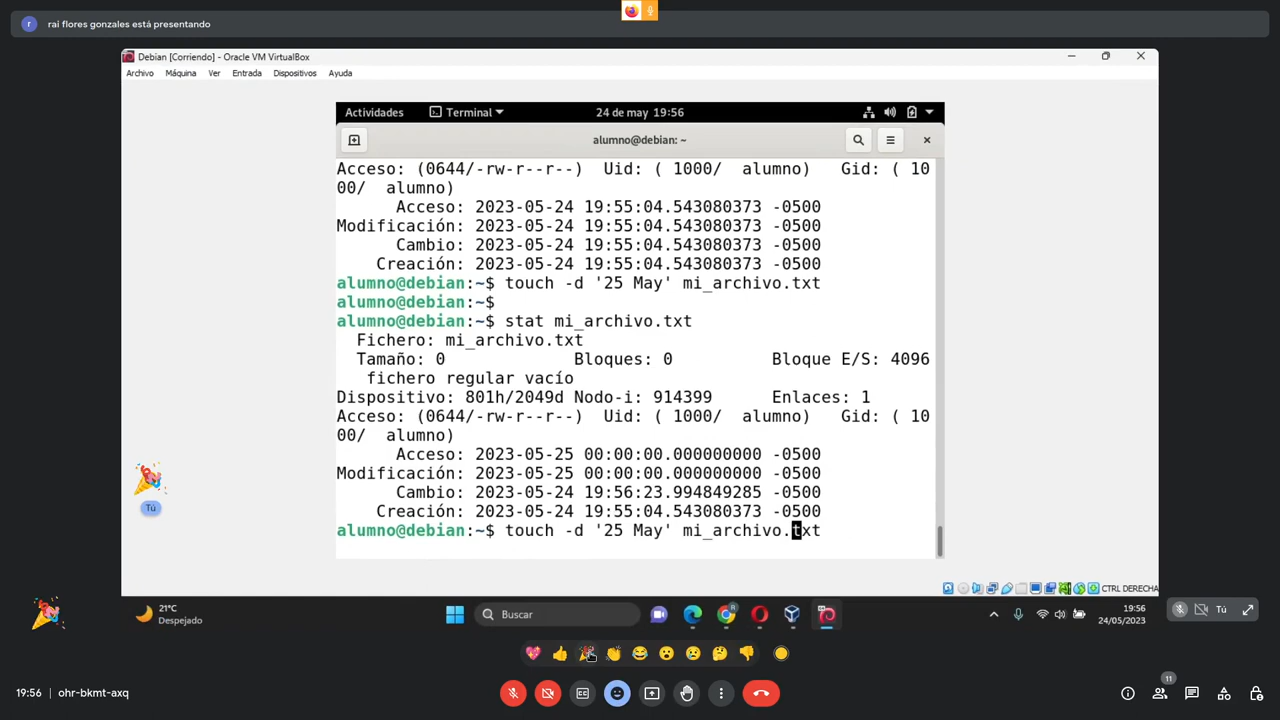 r rai flores gonzales está presentando
Debian [Corriendo] - Oracle VM VirtualBox
Archivo Máquina Ver Entrada Dispositivos Ayuda
Actividades Terminal 24 de may 19:56
alumno@debian: ~
Acceso: (0644/-rw-r--r--) Uid: ( 1000/ alumno) Gid: ( 10
00/ alumno)
Acceso: 2023-05-24 19:55:04.543080373 -0500
Modificación: 2023-05-24 19:55:04.543080373 -0500
Cambio: 2023-05-24 19:55:04.543080373 -0500
Creación: 2023-05-24 19:55:04.543080373 -0500
alumno@debian:~$ touch -d '25 May' mi_archivo.txt
alumno@debian:~$
alumno@debian:~$ stat mi_archivo.txt
Fichero: mi_archivo.txt
Tamaño: 0 Bloques: 0 Bloque E/S: 4096
fichero regular vacío
Dispositivo: 801h/2049d Nodo-i: 914399 Enlaces: 1
Acceso: (0644/-rw-r--r--) Uid: ( 1000/ alumno) Gid: ( 10
00/ alumno)
Acceso: 2023-05-25 00:00:00.000000000 -0500
Modificación: 2023-05-25 00:00:00.000000000 -0500
Cambio: 2023-05-24 19:56:23.994849285 -0500
Creación: 2023-05-24 19:55:04.543080373 -0500
alumno@debian:~$ touch -d '25 May' mi_archivo.txt
Tú
CTRL DERECHA
21°C
Despejado
Buscar
19:56
24/05/2023
Tú
19:56 ohr-bkmt-axq
11